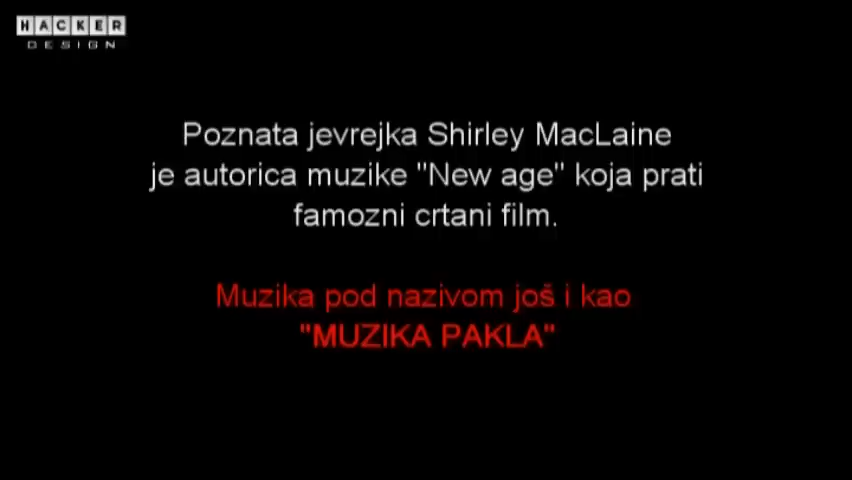 HACKER
DESIGN
Poznata jevrejka Shirley MacLaine
je autorica muzike "New age" koja prati
famozni crtani film.
Muzika pod nazivom još i kao
"MUZIKA PAKLA"